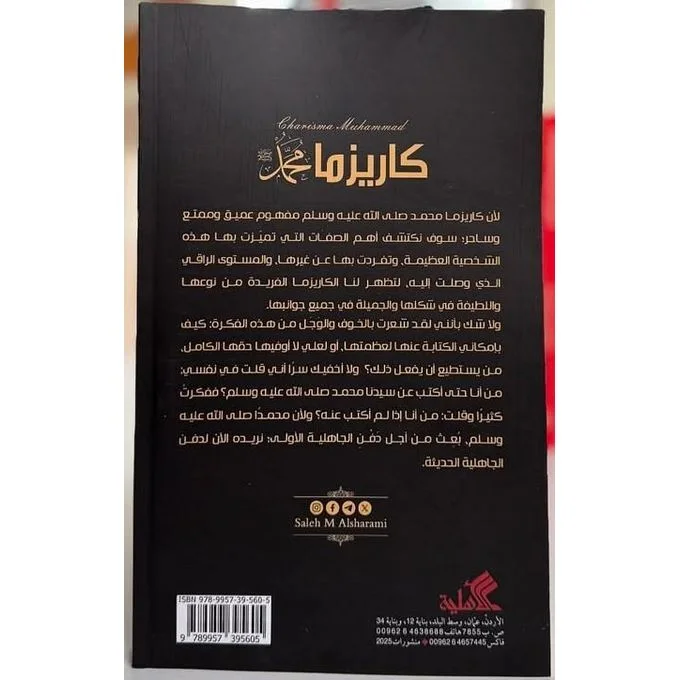 Charisma Muhammad
كاريزما محمد ﷺ
لأن كاريزما محمد صلى الله عليه وسلم مفهوم عميق وممتع
وساحر: سوف نكتشف أهم الصفات التي تميّزت بها هذه
الشخصية العظيمة، وتفردت بها عن غيرها، والمستوى الراقي
الذي وصلت إليه، لتظهر لنا الكاريزما الفريدة من نوعها
واللطيفة في شكلها والجميلة في جميع جوانبها.
ولا شك بأنني لقد شعرت بالخوف والوَجَل من هذه الفكرة: كيف
بإمكاني الكتابة عنها لعظمتها، أو لعلي لا أوفيها حقها الكامل،
من يستطيع أن يفعل ذلك؟ ولا أخفيك سرًا أني قلت في نفسي:
من أنا حتى أكتب عن سيدنا محمد صلى الله عليه وسلم؟ ففكرتُ
كثيرًا وقلت: من أنا إذا لم أكتب عنه؟ ولأن محمدًا صلى الله عليه
وسلم، بُعِثَ من أجل دَفْنِ الجاهلية الأولى: نريده الآن لدفن
الجاهلية الحديثة.
Saleh M Alsharami
ISBN 978-9957-39-560-5
9 789957 395605
الأهلية
الأردن، عمّان، وسط البلد، بناية 12، وبناية 34
ص. ب 7855 هاتف 4638688 6 00962
فاكس 4657445 6 00962 ◆ منشورات 2025